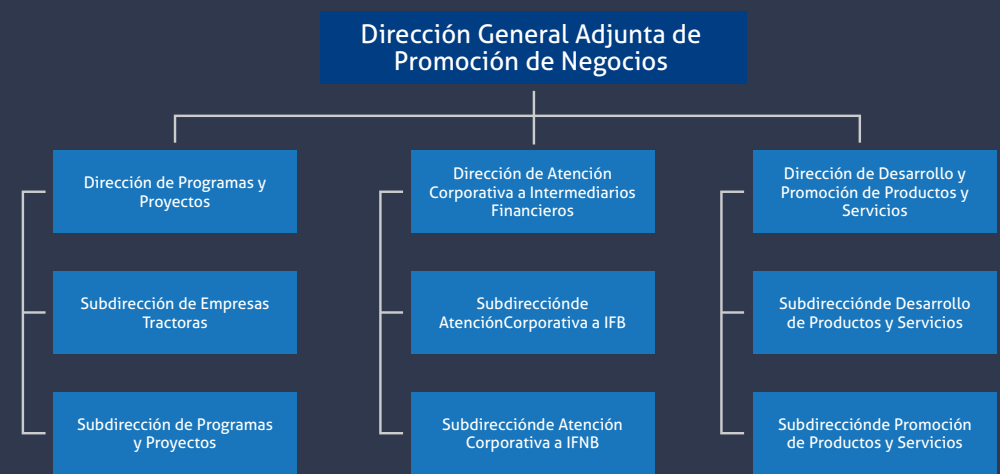 Dirección General Adjunta de
Promoción de Negocios
Dirección de Programas y
Proyectos
Dirección de Atención
Corporativa a Intermediarios
Financieros
Dirección de Desarrollo y
Promoción de Productos y
Servicios
Subdirección de Empresas
Tractoras
Subdirecciónde
AtenciónCorporativa a IFB
Subdirecciónde Desarrollo
de Productos y Servicios
Subdirección de Programas
y Proyectos
Subdirecciónde Atención
Corporativa a IFNB
Subdirecciónde Promoción
de Productos y Servicios